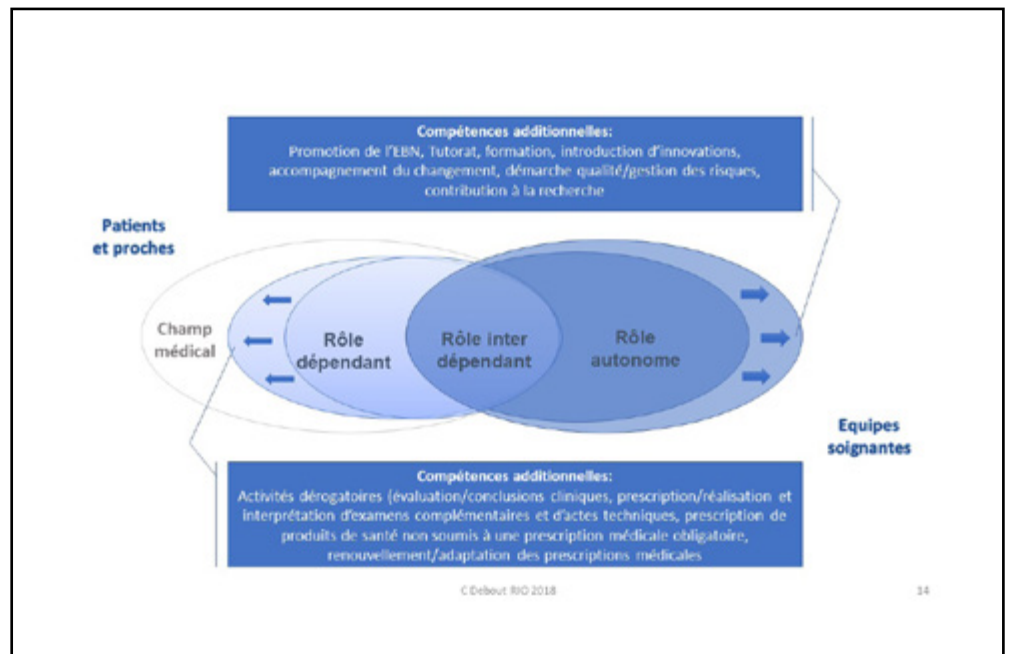 Compétences additionnelles:
Promotion de l'EBN, Tutorat, formation, introduction d'innovations,
accompagnement du changement, démarche qualité/gestion des risques,
contribution à la recherche
Patients
et proches
Champ
médical
Rôle
dépendant
Rôle inter
dépendant
Rôle
autonome
Equipes
soignantes
Compétences additionnelles:
Activités dérogatoires (évaluation/conclusions cliniques, prescription/réalisation et
interprétation d'examens complémentaires et d'actes techniques, prescription de
produits de santé non soumis à une prescription médicale obligatoire,
renouvellement/adaptation des prescriptions médicales
C Debout RIO 2018
14